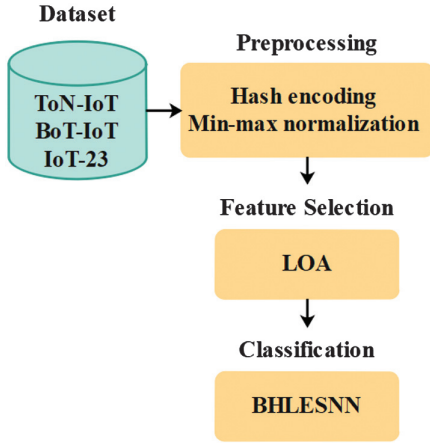 Dataset
ToN-IoT
BoT-IoT
IoT-23
Preprocessing
Hash encoding
Min-max normalization
Feature Selection
LOA
Classification
BHLESNN